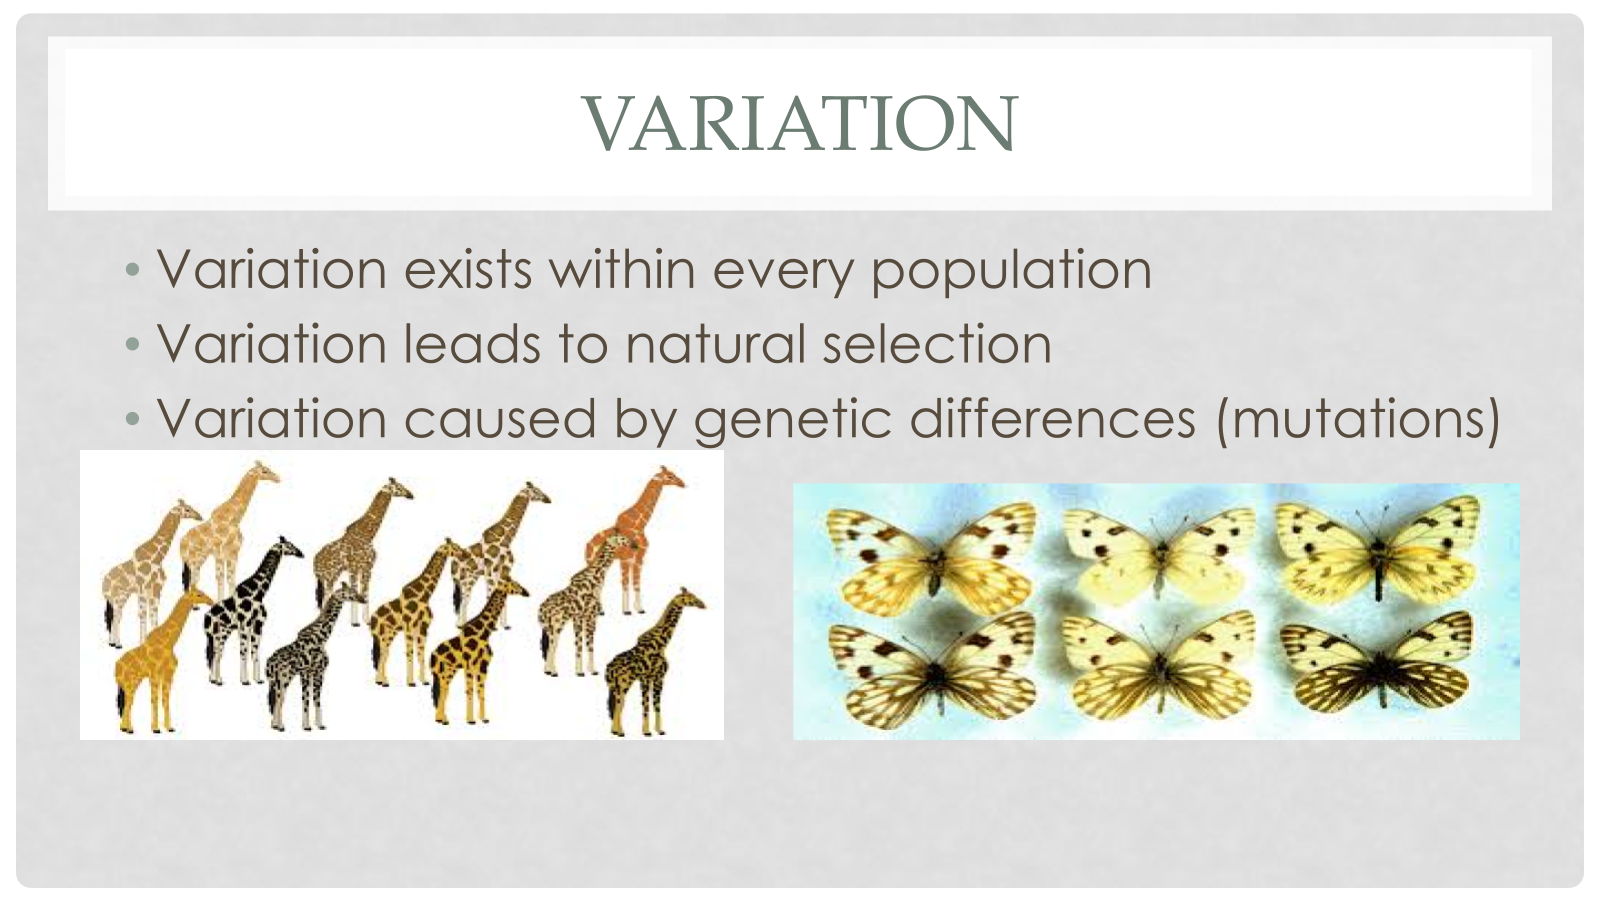 VARIATION
• Variation exists within every population
• Variation leads to natural selection
• Variation caused by genetic differences (mutations)